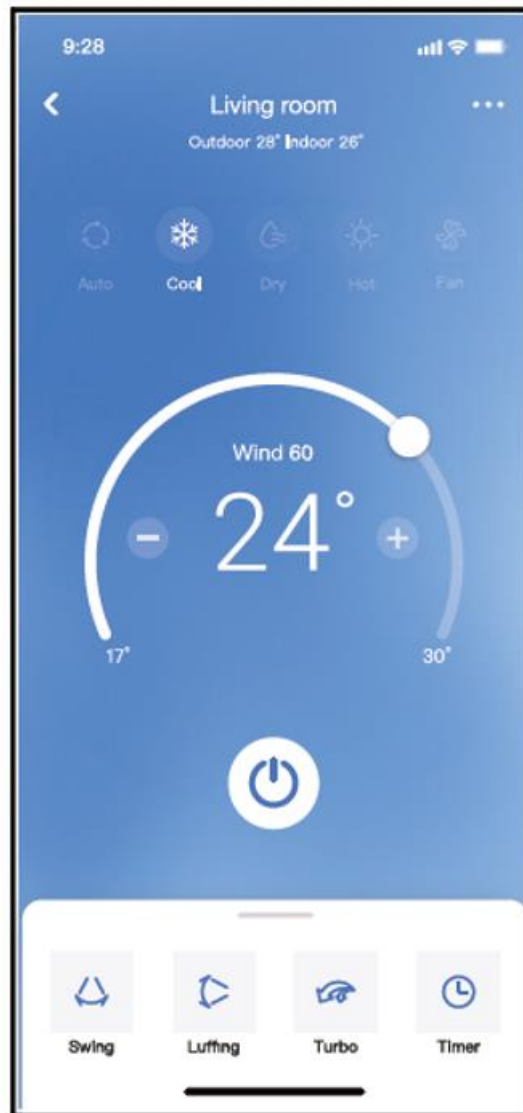 9:28
Living room
Outdoor 28° Indoor 26°
Auto Cool Dry Hot Fan
Wind 60
24°
17° 30°
Swing Luffing Turbo Timer